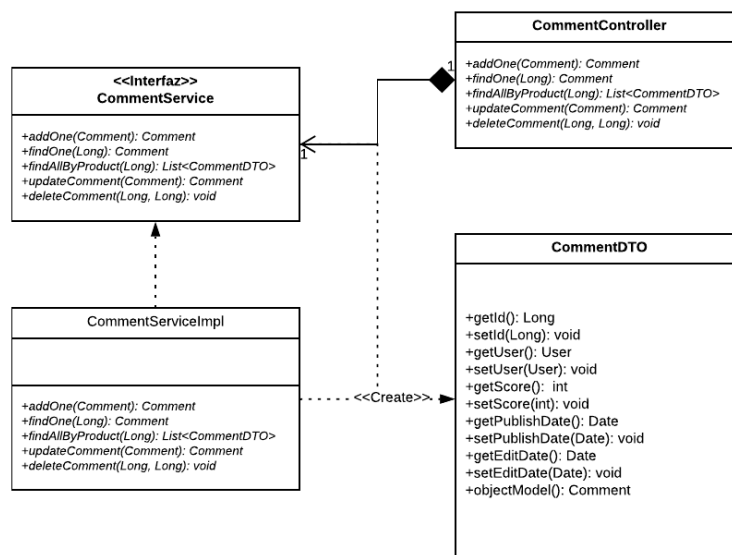 CommentController
1
+addOne(Comment): Comment
+findOne(Long): Comment
+findAllByProduct(Long): List<CommentDTO>
+updateComment(Comment): Comment
+deleteComment(Long, Long): void
<<Interfaz>>
CommentService
+addOne(Comment): Comment
+findOne(Long): Comment
+findAllByProduct(Long): List<CommentDTO>
+updateComment(Comment): Comment
+deleteComment(Long, Long): void
1
CommentDTO
+getId(): Long
+setId(Long): void
+getUser(): User
+setUser(User): void
+getScore(): int
+setScore(int): void
+getPublishDate(): Date
+setPublishDate(Date): void
+getEditDate(): Date
+setEditDate(Date): void
+objectModel(): Comment
CommentServiceImpl
+addOne(Comment): Comment
+findOne(Long): Comment
+findAllByProduct(Long): List<CommentDTO>
+updateComment(Comment): Comment
+deleteComment(Long, Long): void
<<Create>>